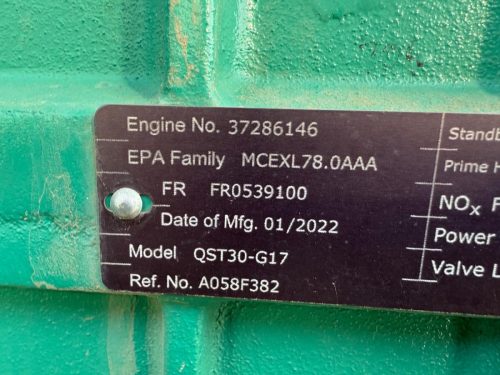 Engine No. 37286146
EPA Family MCEXL78.0AAA
FR FR0539100
Date of Mfg. 01/2022
Model QST30-G17
Ref. No. A058F382
Standb
Prime H
NOx F
Power
Valve L